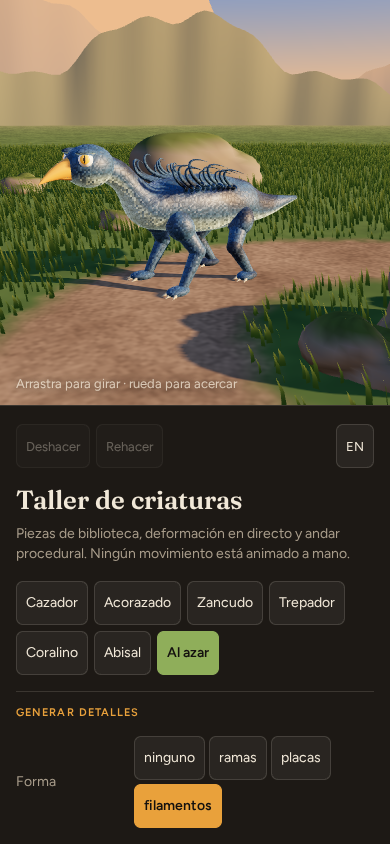 Arrastra para girar · rueda para acercar
Deshacer Rehacer EN
Taller de criaturas
Piezas de biblioteca, deformación en directo y andar
procedural. Ningún movimiento está animado a mano.
Cazador Acorazado Zancudo Trepador
Coralino Abisal Al azar
GENERAR DETALLES
Forma
ninguno ramas placas
filamentos